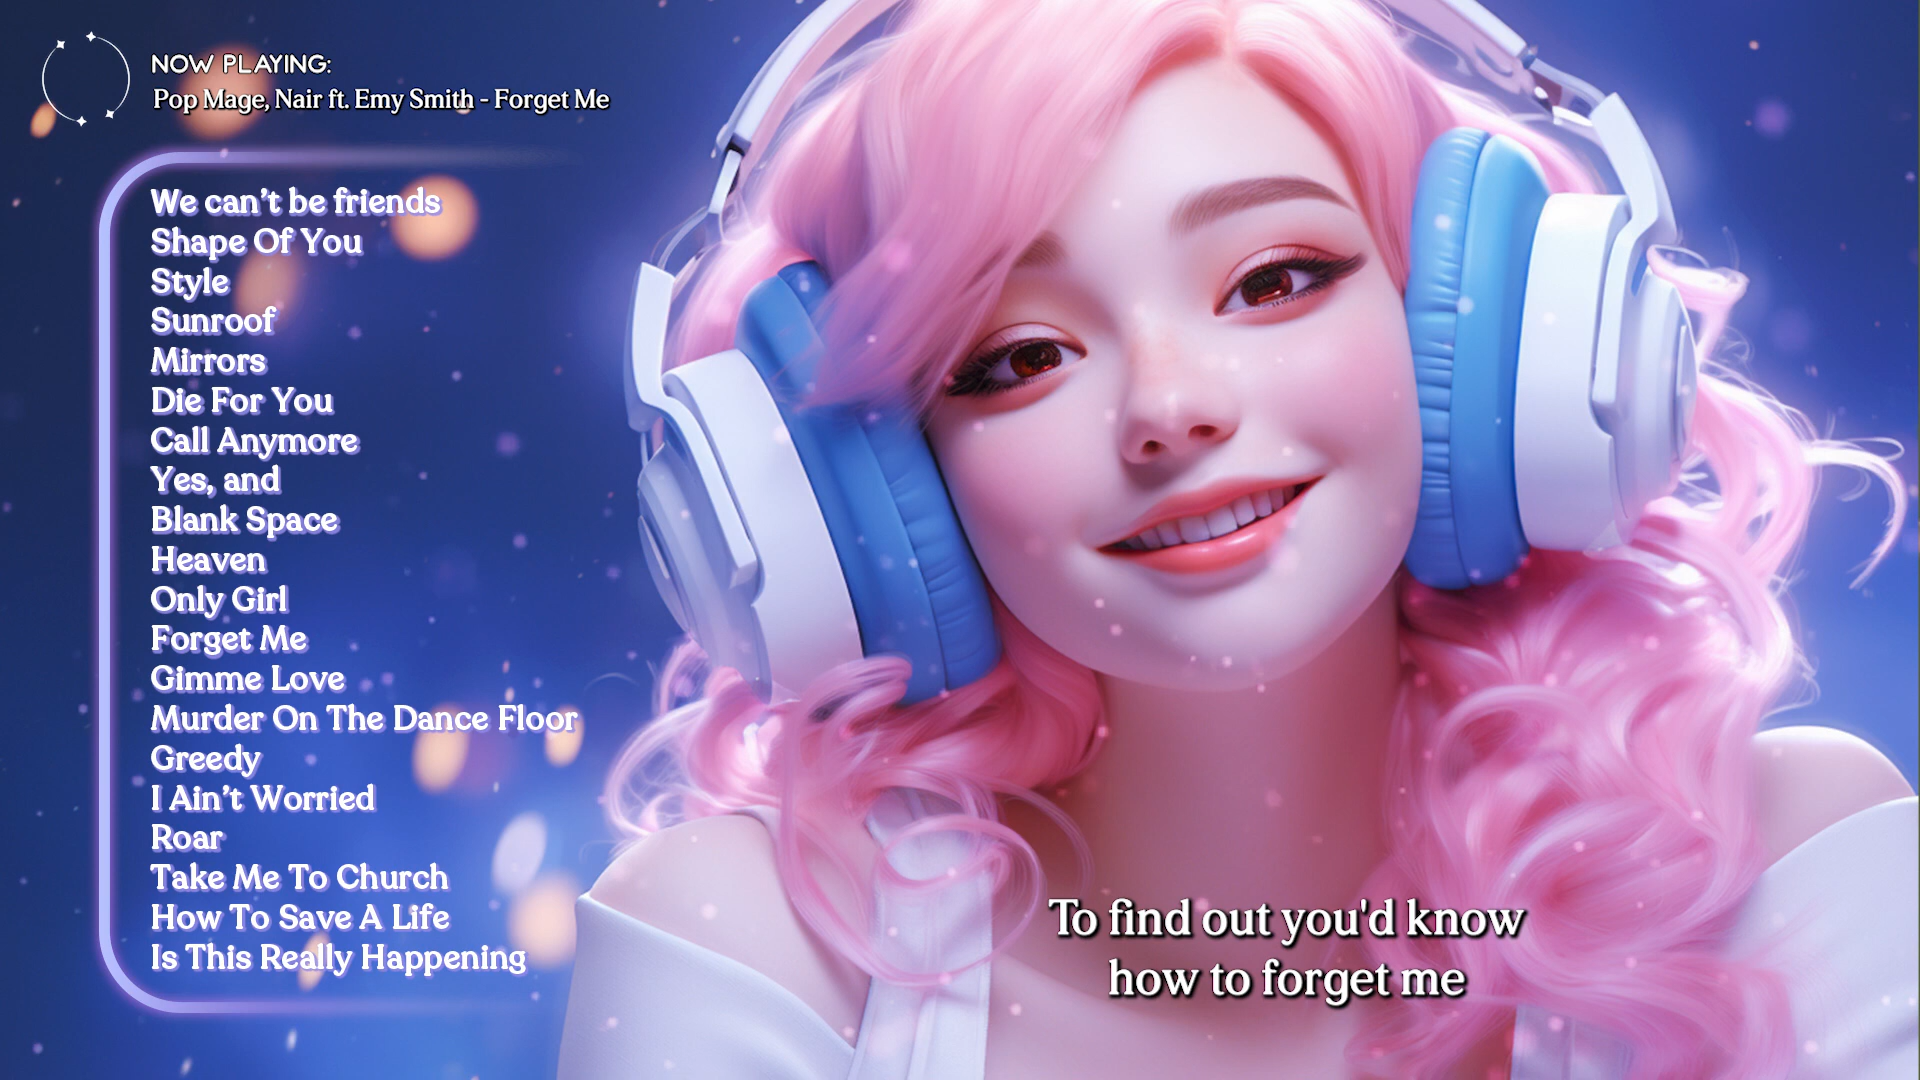 NOW PLAYING:
Pop Mage, Nair ft. Emy Smith - Forget Me
We can't be friends
Shape Of You
Style
Sunroof
Mirrors
Die For You
Call Anymore
Yes, and
Blank Space
Heaven
Only Girl
Forget Me
Gimme Love
Murder On The Dance Floor
Greedy
I Ain't Worried
Roar
Take Me To Church
How To Save A Life
Is This Really Happening
To find out you'd know
how to forget me